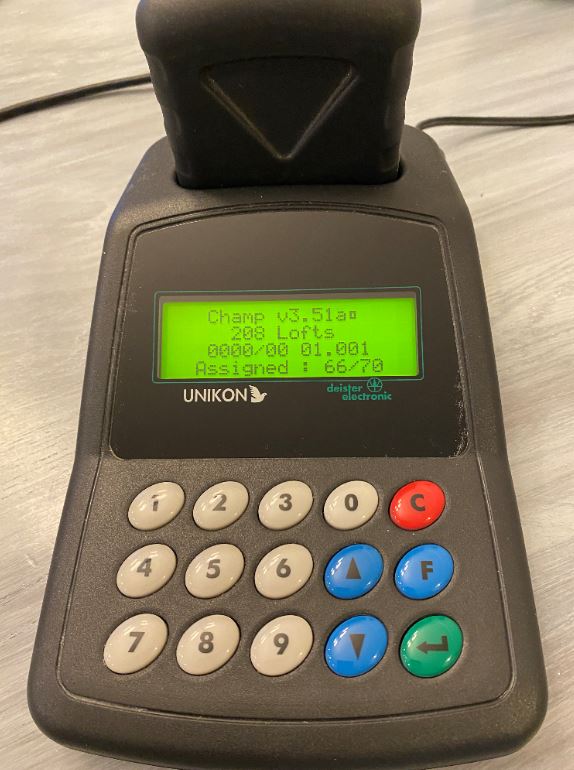 Champ v3.51a¤
208 Lofts
0000/00 01.001
Assigned : 66/70
UNIKON
deister
electronic
1 2 3 0 C
4 5 6 ▲ F
7 8 9 ▼ ↵